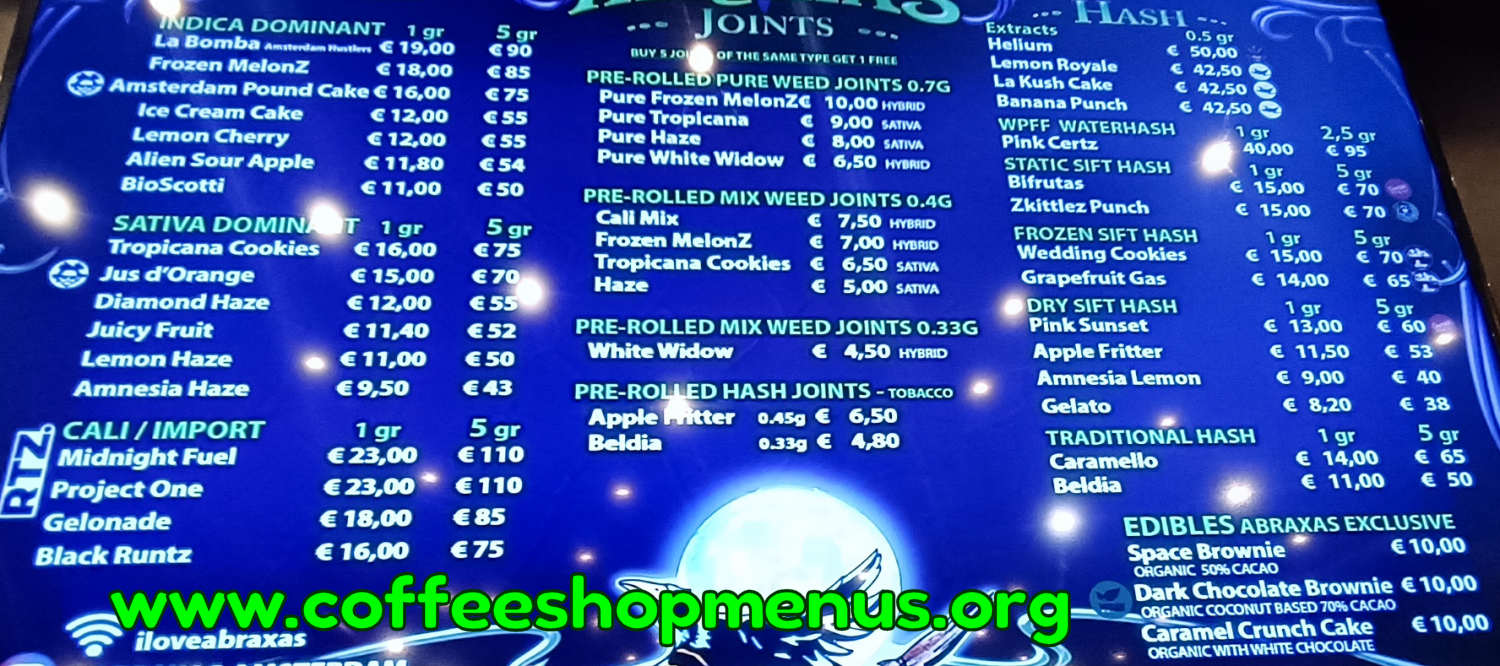 INDICA DOMINANT 1 gr 5 gr
La Bomba Amsterdam Hustlers € 19,00 € 90
Frozen MelonZ € 18,00 € 85
Amsterdam Pound Cake € 16,00 € 75
Ice Cream Cake € 12,00 € 55
Lemon Cherry € 12,00 € 55
Alien Sour Apple € 11,80 € 54
BioScotti € 11,00 € 50
SATIVA DOMINANT 1 gr 5 gr
Tropicana Cookies € 16,00 € 75
Jus d'Orange € 15,00 € 70
Diamond Haze € 12,00 € 55
Juicy Fruit € 11,40 € 52
Lemon Haze € 11,00 € 50
Amnesia Haze € 9,50 € 43
RTZ.
CALI / IMPORT 1 gr 5 gr
Midnight Fuel € 23,00 € 110
Project One € 23,00 € 110
Gelonade € 18,00 € 85
Black Runtz € 16,00 € 75
iloveabraxas
JOINTS
BUY 5 JOINTS OF THE SAME TYPE GET 1 FREE
PRE-ROLLED PURE WEED JOINTS 0.7G
Pure Frozen MelonZ € 10,00 HYBRID
Pure Tropicana € 9,00 SATIVA
Pure Haze € 8,00 SATIVA
Pure White Widow € 6,50 HYBRID
PRE-ROLLED MIX WEED JOINTS 0.4G
Cali Mix € 7,50 HYBRID
Frozen MelonZ € 7,00 HYBRID
Tropicana Cookies € 6,50 SATIVA
Haze € 5,00 SATIVA
PRE-ROLLED MIX WEED JOINTS 0.33G
White Widow € 4,50 HYBRID
PRE-ROLLED HASH JOINTS - TOBACCO
Apple Fritter 0.45g € 6,50
Beldia 0.33g € 4,80
HASH
Extracts 0.5 gr
Helium € 50,00
Lemon Royale € 42,50
La Kush Cake € 42,50
Banana Punch € 42,50
WPFF WATERHASH 1 gr 2,5 gr
Pink Certz 40,00 € 95
STATIC SIFT HASH 1 gr 5 gr
Bifrutas € 15,00 € 70
Zkittlez Punch € 15,00 € 70
FROZEN SIFT HASH 1 gr 5 gr
Wedding Cookies € 15,00 € 70
Grapefruit Gas € 14,00 € 65
DRY SIFT HASH 1 gr 5 gr
Pink Sunset € 13,00 € 60
Apple Fritter € 11,50 € 53
Amnesia Lemon € 9,00 € 40
Gelato € 8,20 € 38
TRADITIONAL HASH 1 gr 5 gr
Caramello € 14,00 € 65
Beldia € 11,00 € 50
EDIBLES ABRAXAS EXCLUSIVE
Space Brownie € 10,00
ORGANIC 50% CACAO
Dark Chocolate Brownie € 10,00
ORGANIC COCONUT BASED 70% CACAO
Caramel Crunch Cake € 10,00
ORGANIC WITH WHITE CHOCOLATE
www.coffeeshopmenus.org